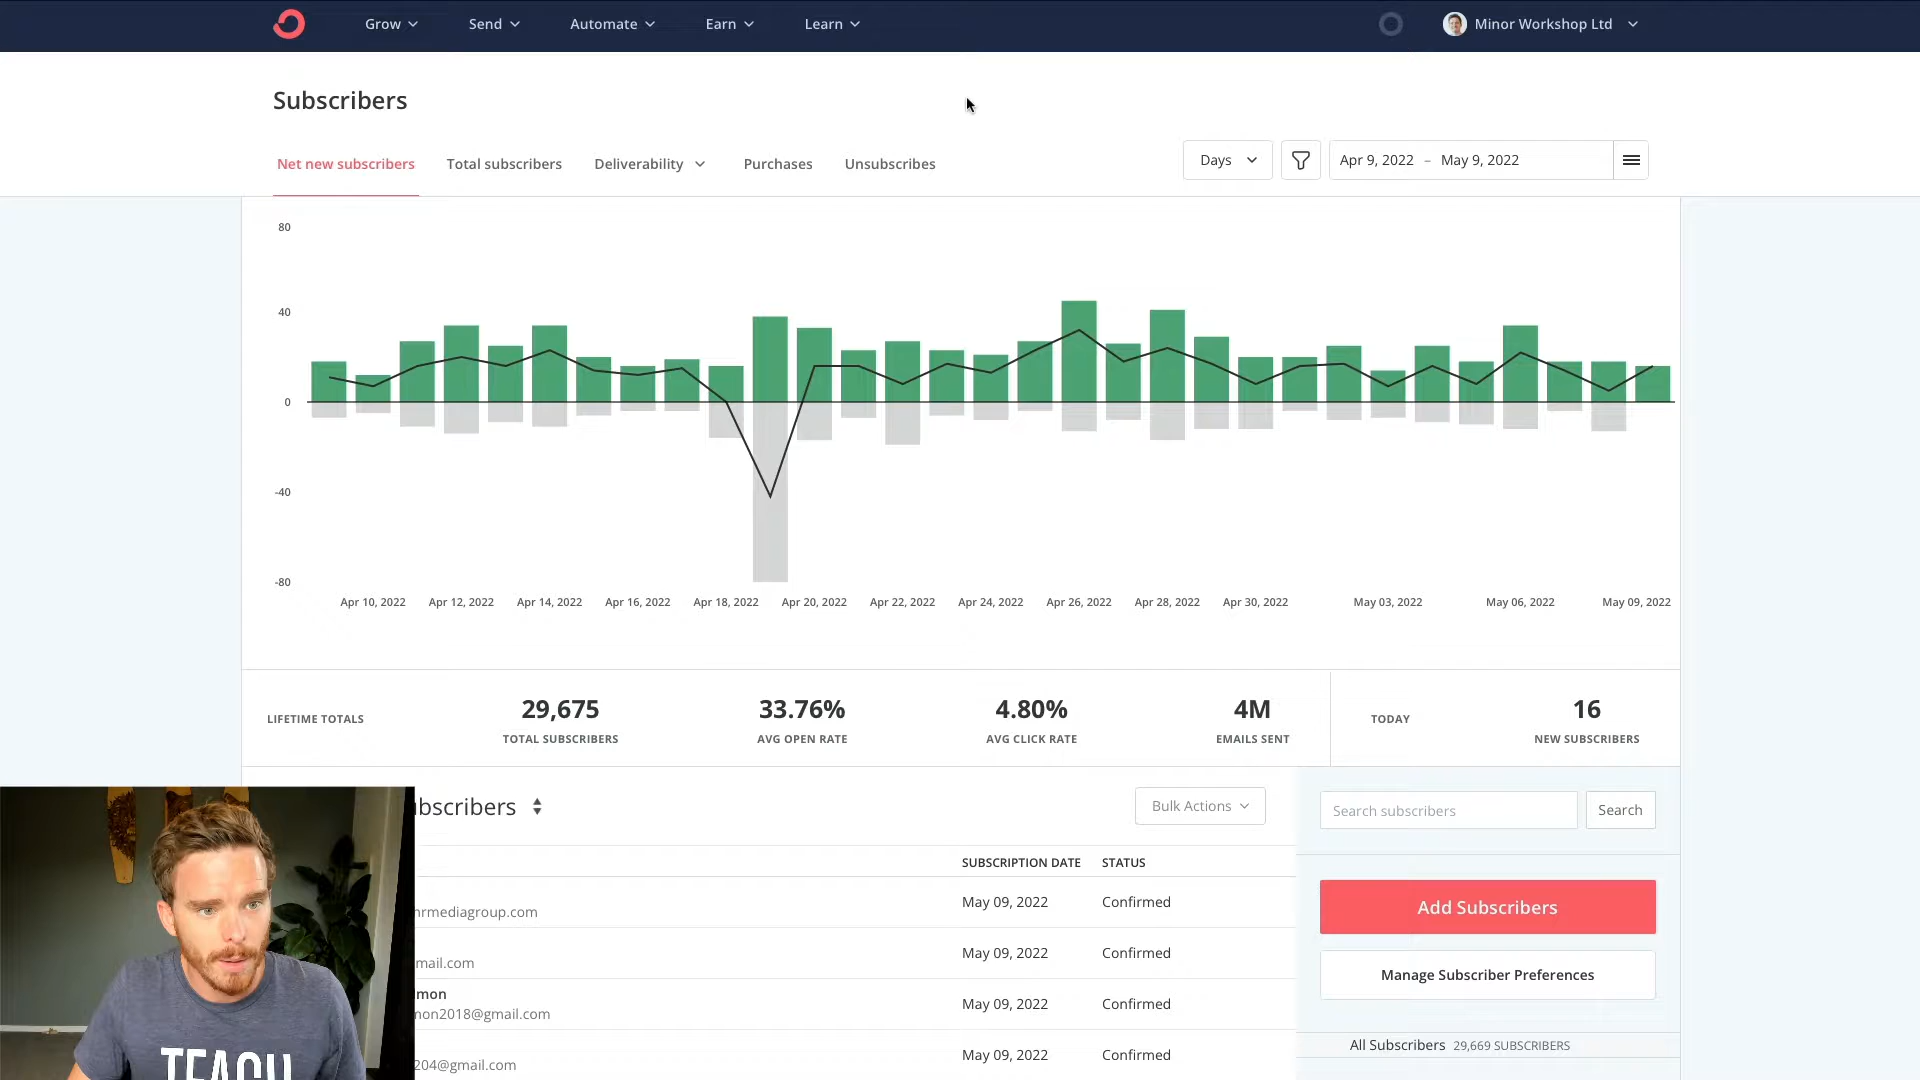 Grow Send Automate Earn Learn Minor Workshop Ltd
Subscribers
Net new subscribers Total subscribers Deliverability Purchases Unsubscribes Days Apr 9, 2022 – May 9, 2022
80
40
0
-40
-80
Apr 10, 2022 Apr 12, 2022 Apr 14, 2022 Apr 16, 2022 Apr 18, 2022 Apr 20, 2022 Apr 22, 2022 Apr 24, 2022 Apr 26, 2022 Apr 28, 2022 Apr 30, 2022 May 03, 2022 May 06, 2022 May 09, 2022
29,675 33.76% 4.80% 4M 16
LIFETIME TOTALS TODAY
TOTAL SUBSCRIBERS AVG OPEN RATE AVG CLICK RATE EMAILS SENT NEW SUBSCRIBERS
bscribers Bulk Actions Search subscribers Search
SUBSCRIPTION DATE STATUS
May 09, 2022 Confirmed
rmediagroup.com
Add Subscribers
May 09, 2022 Confirmed
mail.com
Manage Subscriber Preferences
mon
May 09, 2022 Confirmed
non2018@gmail.com
All Subscribers 29,669 SUBSCRIBERS
May 09, 2022 Confirmed
204@gmail.com
TEACH